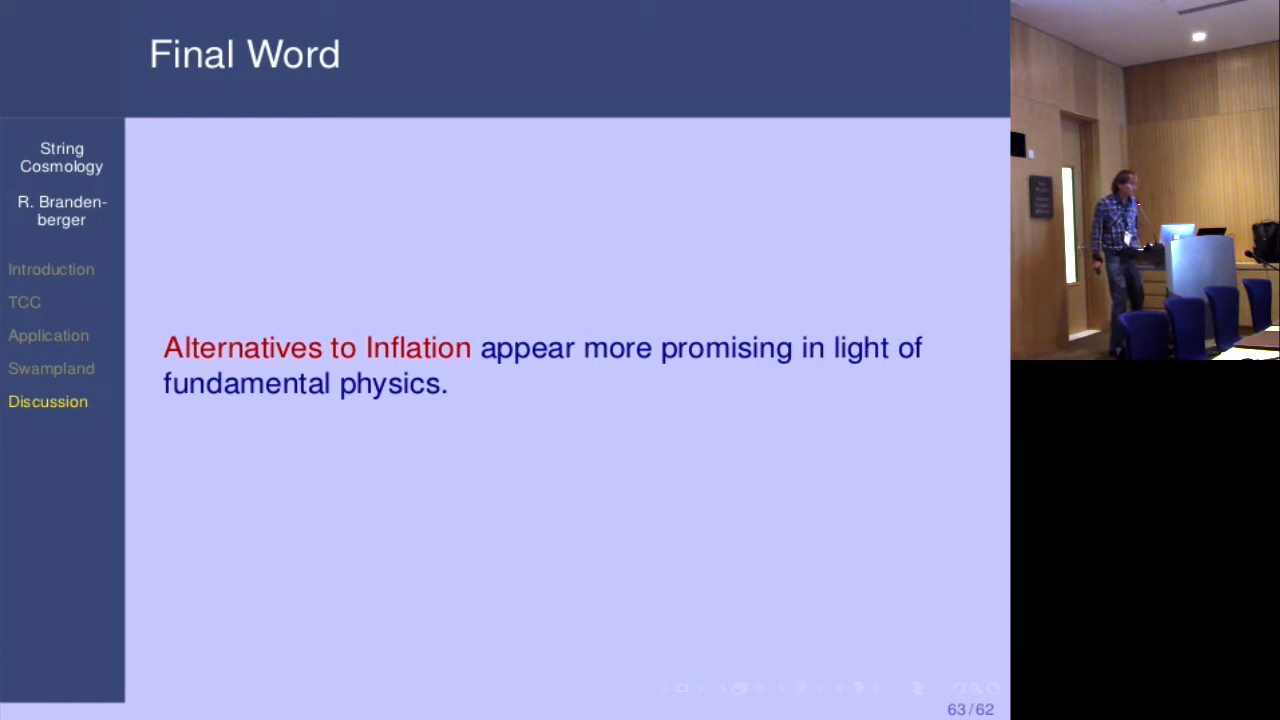 Final Word
String
Cosmology
R. Branden-
berger
Introduction
TCC
Application
Swampland
Discussion
Alternatives to Inflation appear more promising in light of
fundamental physics.
63/62